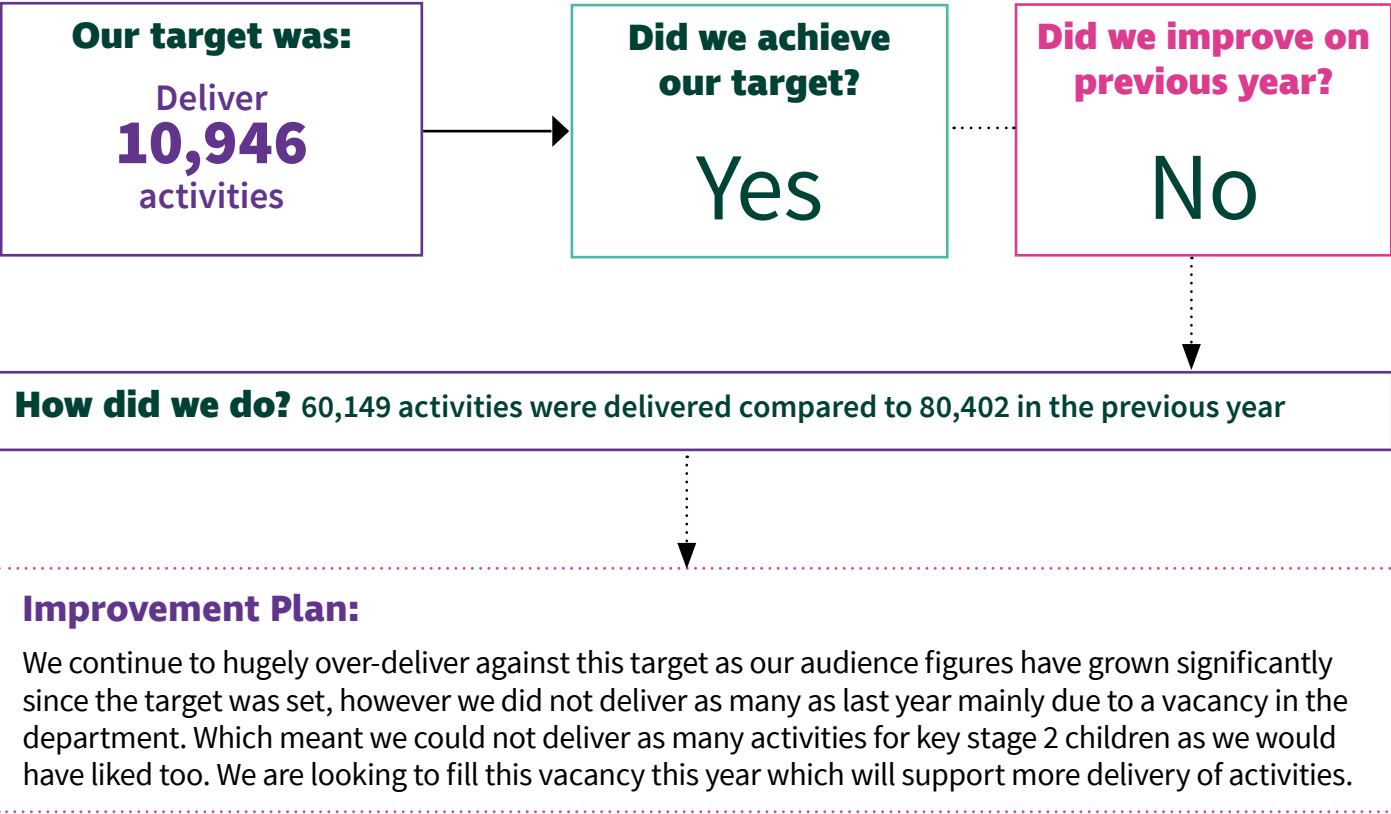 Our target was:
Deliver
10,946
activities
Did we achieve
our target?
Yes
Did we improve on
previous year?
No
How did we do? 60,149 activities were delivered compared to 80,402 in the previous year
Improvement Plan:
We continue to hugely over-deliver against this target as our audience figures have grown significantly
since the target was set, however we did not deliver as many as last year mainly due to a vacancy in the
department. Which meant we could not deliver as many activities for key stage 2 children as we would
have liked too. We are looking to fill this vacancy this year which will support more delivery of activities.